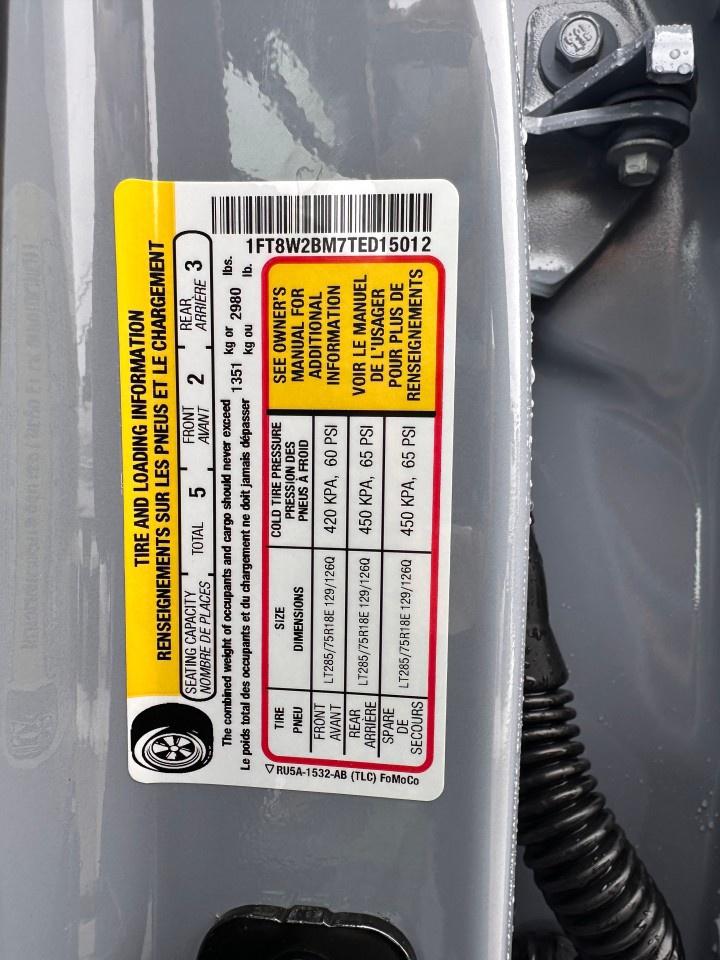 TIRE AND LOADING INFORMATION
RENSEIGNEMENTS SUR LES PNEUS ET LE CHARGEMENT
SEATING CAPACITY
NOMBRE DE PLACES
TOTAL 5
FRONT
AVANT 2
REAR
ARRIÈRE 3
The combined weight of occupants and cargo should never exceed 1351 kg or 2980 lbs.
Le poids total des occupants et du chargement ne doit jamais dépasser kg ou lb.
1FT8W2BM7TED15012
TIRE
PNEU
SIZE
DIMENSIONS
COLD TIRE PRESSURE
PRESSION DES
PNEUS À FROID
FRONT
AVANT
LT285/75R18E 129/126Q
420 KPA, 60 PSI
REAR
ARRIÈRE
LT285/75R18E 129/126Q
450 KPA, 65 PSI
SPARE
DE
SECOURS
LT285/75R18E 129/126Q
450 KPA, 65 PSI
SEE OWNER'S
MANUAL FOR
ADDITIONAL
INFORMATION
VOIR LE MANUEL
DE L'USAGER
POUR PLUS DE
RENSEIGNEMENTS
▽ RU5A-1532-AB (TLC) FoMoCo